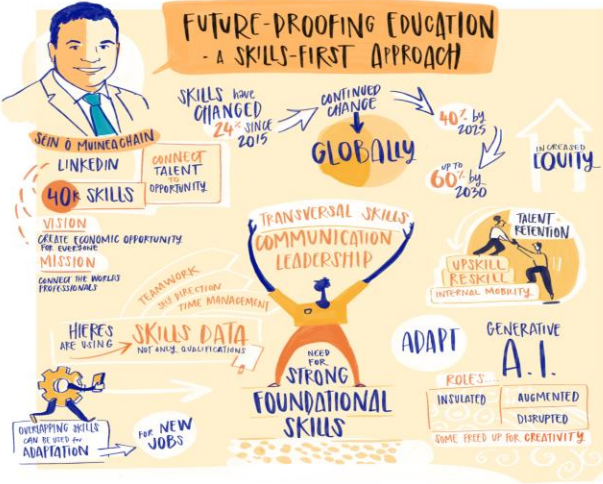 FUTURE-PROOFING EDUCATION
- A SKILLS-FIRST APPROACH
SEIN Ó MUINEACHAIN
LINKEDIN
40K SKILLS
CONNECT
TALENT
TO
OPPORTUNITY
VISION
CREATE ECONOMIC OPPORTUNITY
FOR EVERYONE
MISSION
CONNECT THE WORLDS
PROFESSIONALS
SKILLS have
CHANGED
24% SINCE
2015
CONTINUED
CHANGE
GLOBALLY
40% by
2025
UP TO
60% by
2030
INCREASED
EQUITY
TRANSVERSAL SKILLS
COMMUNICATION
LEADERSHIP
TEAMWORK
SELF DIRECTION
TIME MANAGEMENT
HIERES
ARE USING
SKILLS DATA
NOT ONLY QUALIFICATIONS
NEED
FOR
STRONG
FOUNDATIONAL
SKILLS
OVERLAPPING SKILLS
CAN BE USED for
ADAPTATION
FOR NEW
JOBS
TALENT
RETENTION
UPSKILL
RESKILL
INTERNAL MOBILITY
ADAPT
GENERATIVE
A.I.
ROLES
INSULATED
AUGMENTED
DISRUPTED
SOME FREED UP FOR CREATIVITY